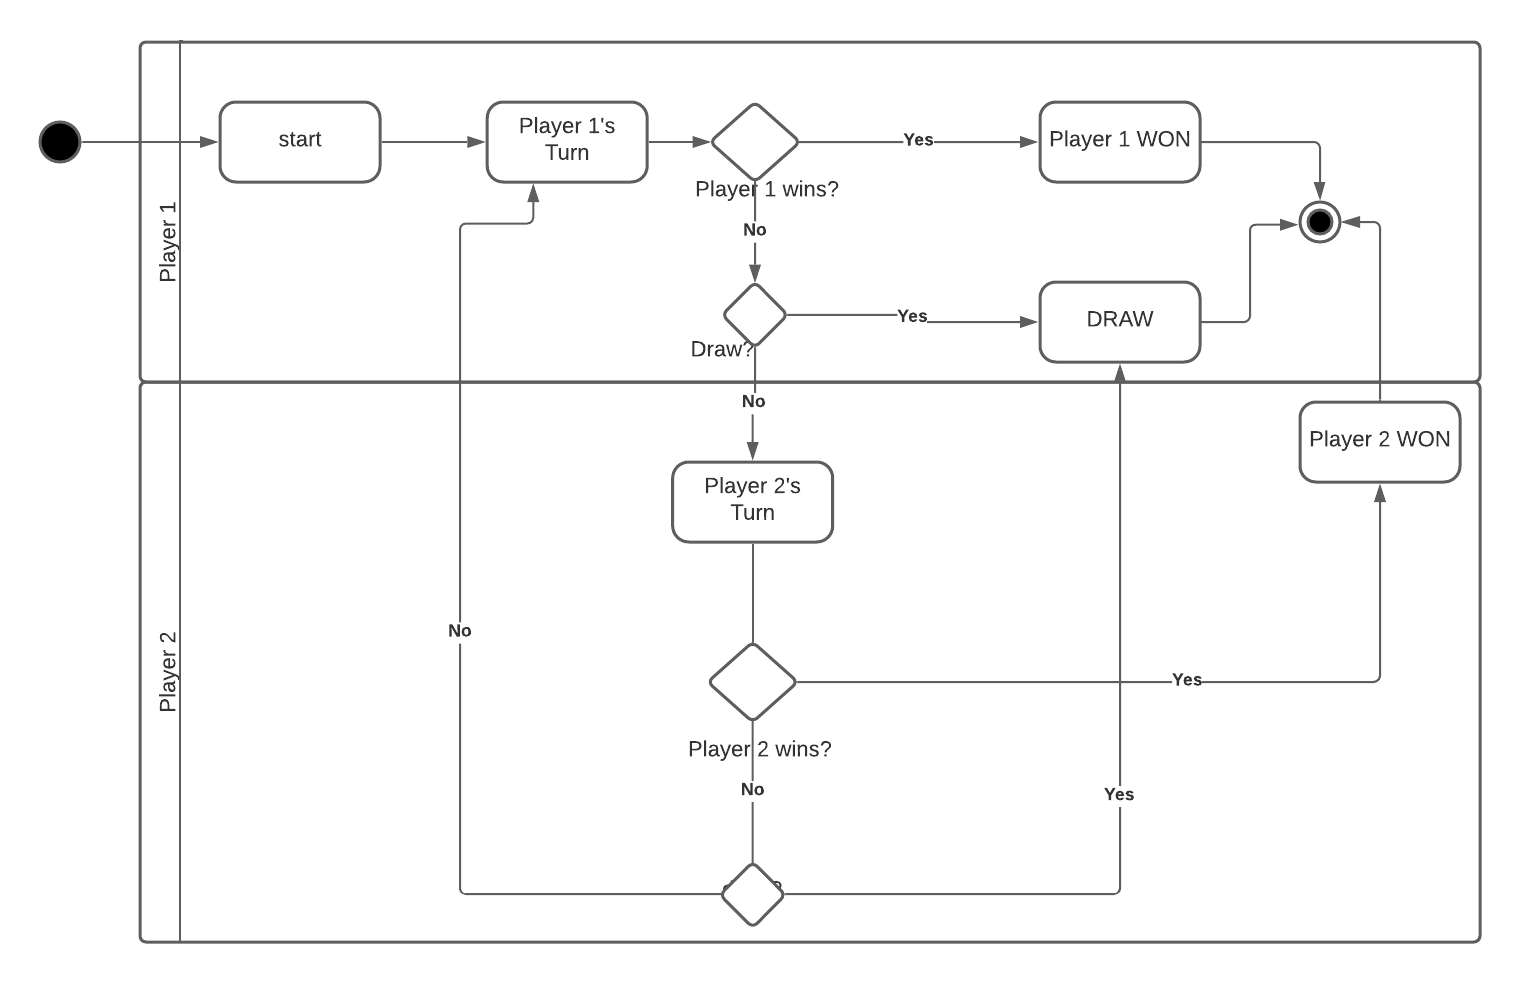 start
Player 1's
Turn
Yes
Player 1 WON
Player 1 wins?
Player 1
No
Yes
DRAW
Draw?
No
Player 2 WON
Player 2's
Turn
No
Player 2
Yes
Player 2 wins?
No
Yes